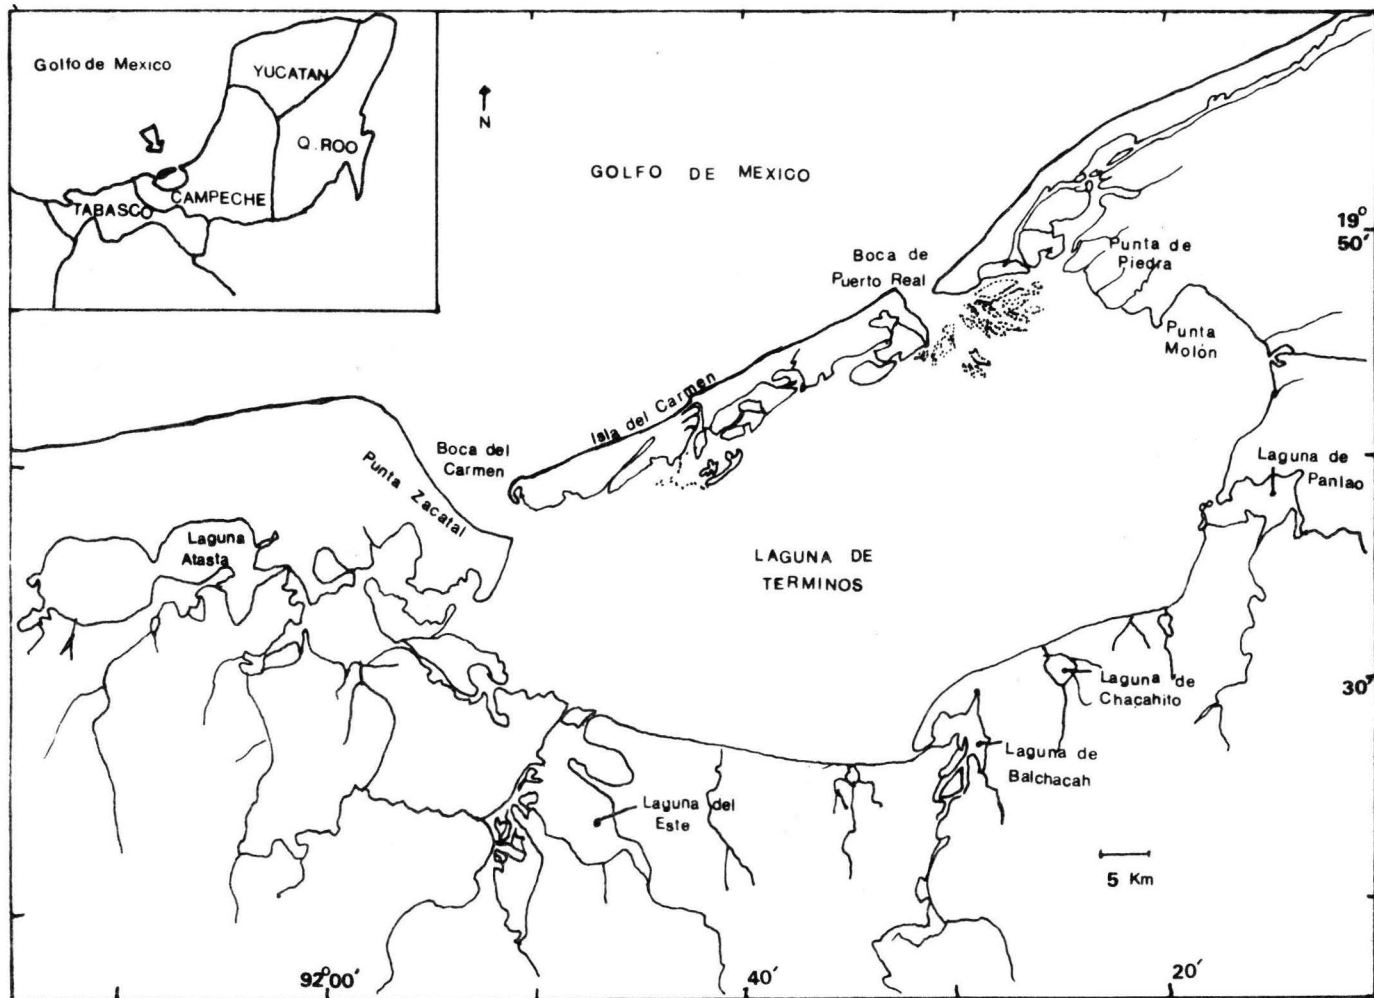 Golfo de Mexico
YUCATAN
Q. ROO
CAMPECHE
TABASCO
N
GOLFO DE MEXICO
19°
50'
Boca de
Puerto Real
Punta de
Piedra
Punta
Molón
Isla del Carmen
Boca del
Carmen
Punta Zacatal
Laguna de
Panlao
Laguna
Atasta
LAGUNA DE
TERMINOS
30'
Laguna de
Chacahito
Laguna de
Balchacah
Laguna del
Este
5 Km
92°00'
40'
20'